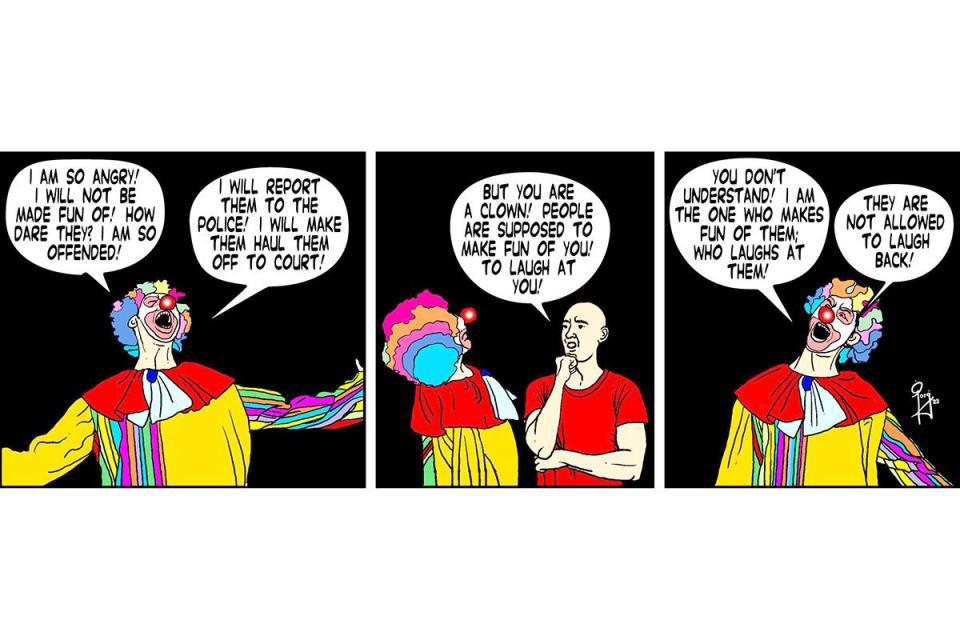 I AM SO ANGRY!
I WILL NOT BE
MADE FUN OF! HOW
DARE THEY? I AM SO
OFFENDED!
I WILL REPORT
THEM TO THE
POLICE! I WILL MAKE
THEM HAUL THEM
OFF TO COURT!
BUT YOU ARE
A CLOWN! PEOPLE
ARE SUPPOSED TO
MAKE FUN OF YOU!
TO LAUGH AT
YOU!
YOU DON'T
UNDERSTAND! I AM
THE ONE WHO MAKES
FUN OF THEM;
WHO LAUGHS AT
THEM!
THEY ARE
NOT ALLOWED
TO LAUGH
BACK!